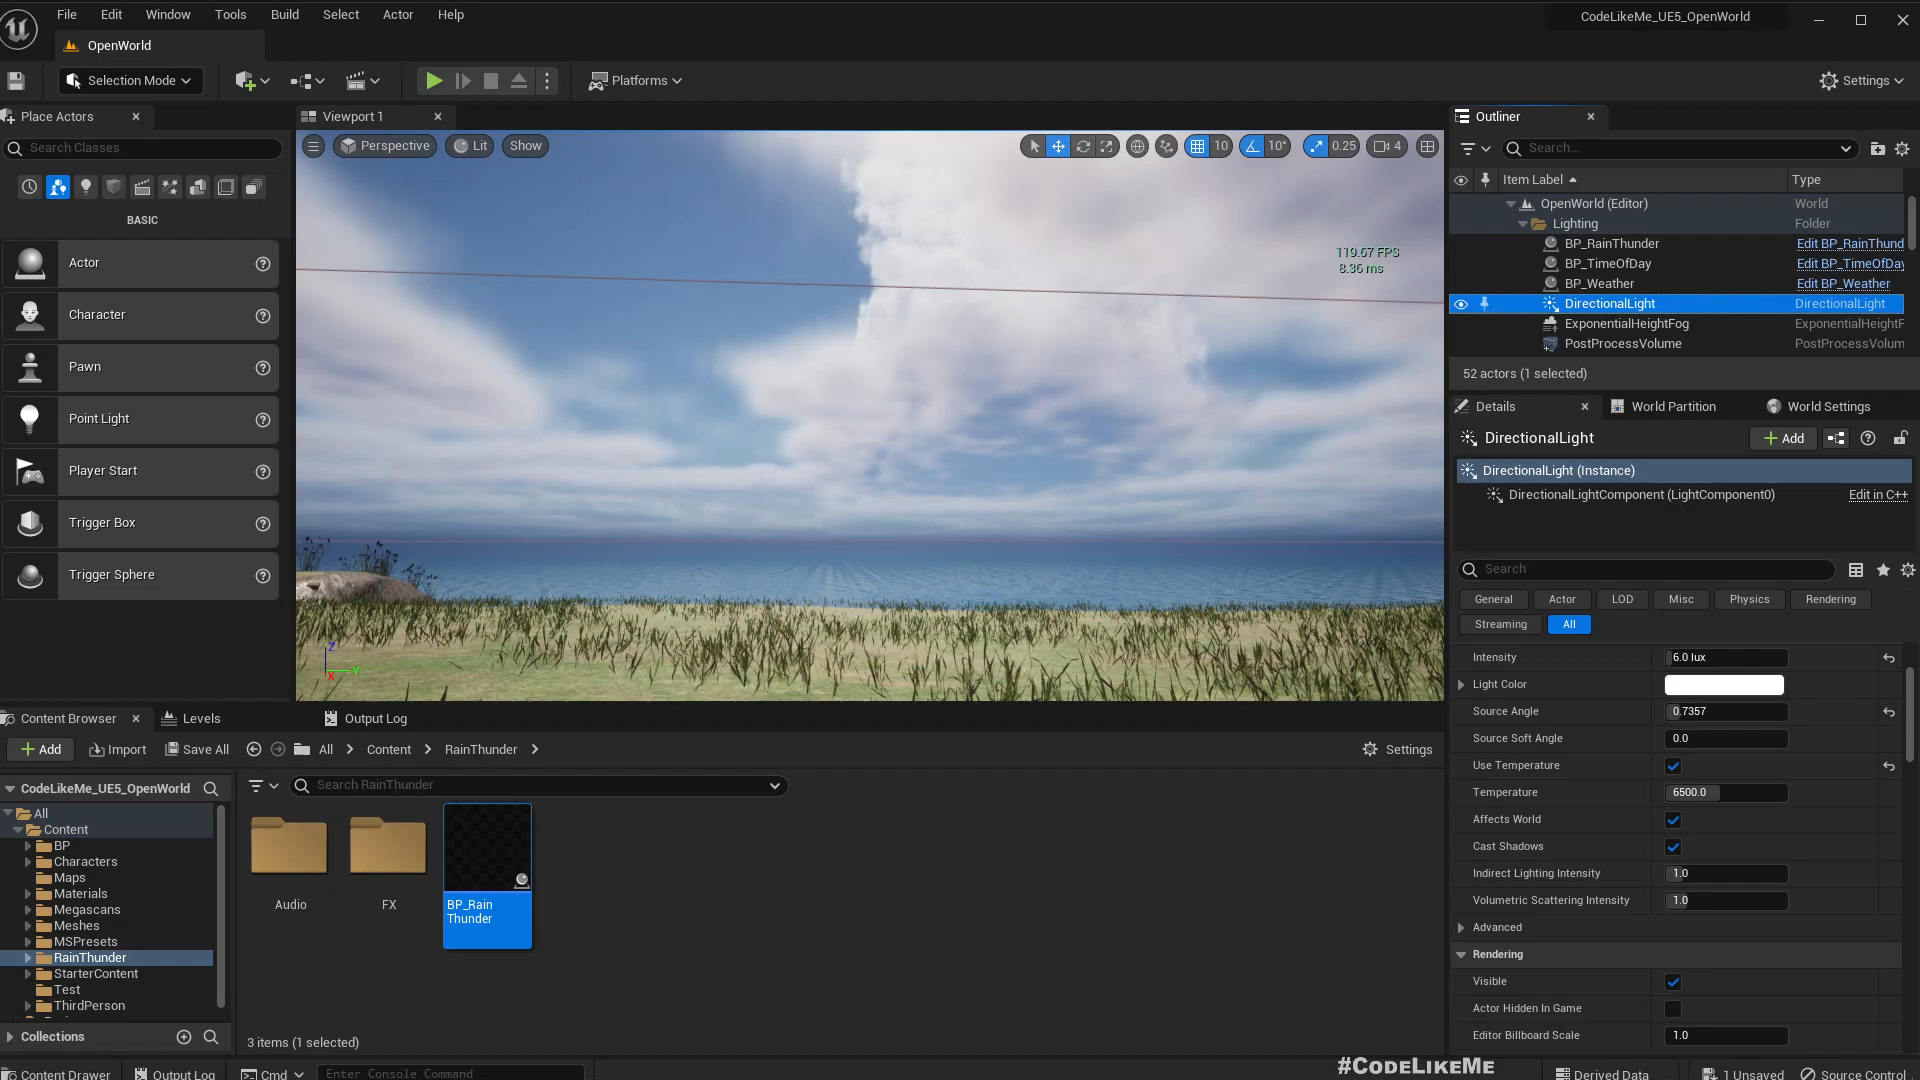 File Edit Window Tools Build Select Actor Help
CodeLikeMe_UE5_OpenWorld
OpenWorld
Selection Mode
Platforms
Settings
Place Actors
Viewport 1
Outliner
Search Classes
Perspective
Lit
Show
10
10°
0.25
4
Search...
Item Label
Type
BASIC
OpenWorld (Editor) World
Lighting Folder
BP_RainThunder Edit BP_RainThund
BP_TimeOfDay Edit BP_TimeOfDay
BP_Weather Edit BP_Weather
DirectionalLight DirectionalLight
ExponentialHeightFog ExponentialHeightF
PostProcessVolume PostProcessVolum
52 actors (1 selected)
119.67 FPS
8.36 ms
Actor
Character
Pawn
Point Light
Player Start
Trigger Box
Trigger Sphere
Z
Y
X
Details
World Partition
World Settings
DirectionalLight
Add
DirectionalLight (Instance)
DirectionalLightComponent (LightComponent0) Edit in C++
Search
General Actor LOD Misc Physics Rendering
Streaming All
Intensity 6.0 lux
Light Color
Source Angle 0.7357
Source Soft Angle 0.0
Use Temperature
Temperature 6500.0
Affects World
Cast Shadows
Indirect Lighting Intensity 1.0
Volumetric Scattering Intensity 1.0
Advanced
Rendering
Visible
Actor Hidden In Game
Editor Billboard Scale 1.0
Content Browser
Levels
Output Log
Add
Import
Save All
All
Content
RainThunder
Settings
CodeLikeMe_UE5_OpenWorld
Search RainThunder
All
Content
BP
Characters
Maps
Materials
Megascans
Meshes
MSPresets
RainThunder
StarterContent
Test
ThirdPerson
Collections
Audio
FX
BP_Rain
Thunder
3 items (1 selected)
#CodeLikeMe
Content Drawer
Output Log
Cmd
Enter Console Command
Derived Data
1 Unsaved
Source Control